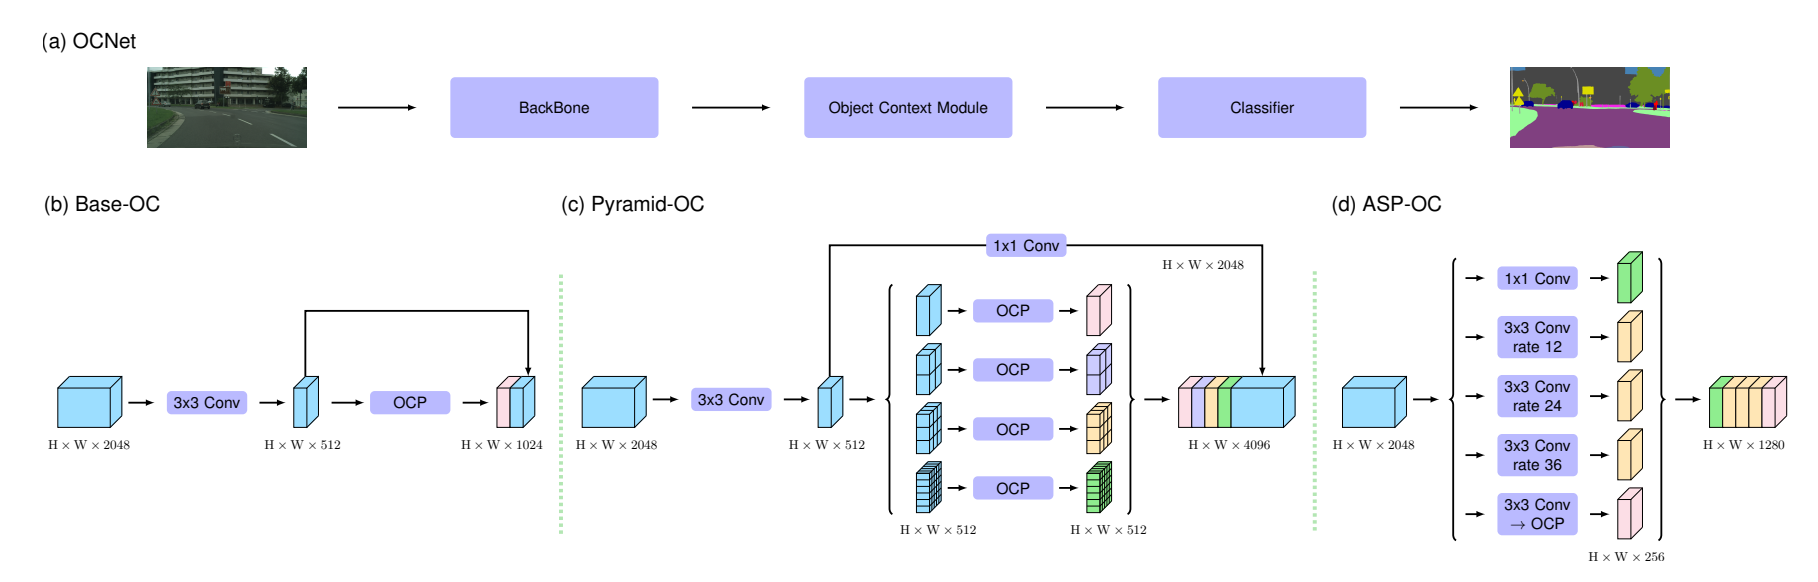 (a) OCNet
BackBone
Object Context Module
Classifier
(b) Base-OC
3x3 Conv
OCP
H × W × 2048
H × W × 512
H × W × 1024
(c) Pyramid-OC
1x1 Conv
H × W × 2048
OCP
OCP
3x3 Conv
OCP
OCP
H × W × 2048
H × W × 512
H × W × 4096
H × W × 512
H × W × 512
(d) ASP-OC
1x1 Conv
3x3 Conv
rate 12
3x3 Conv
rate 24
3x3 Conv
rate 36
3x3 Conv
→ OCP
H × W × 2048
H × W × 1280
H × W × 256